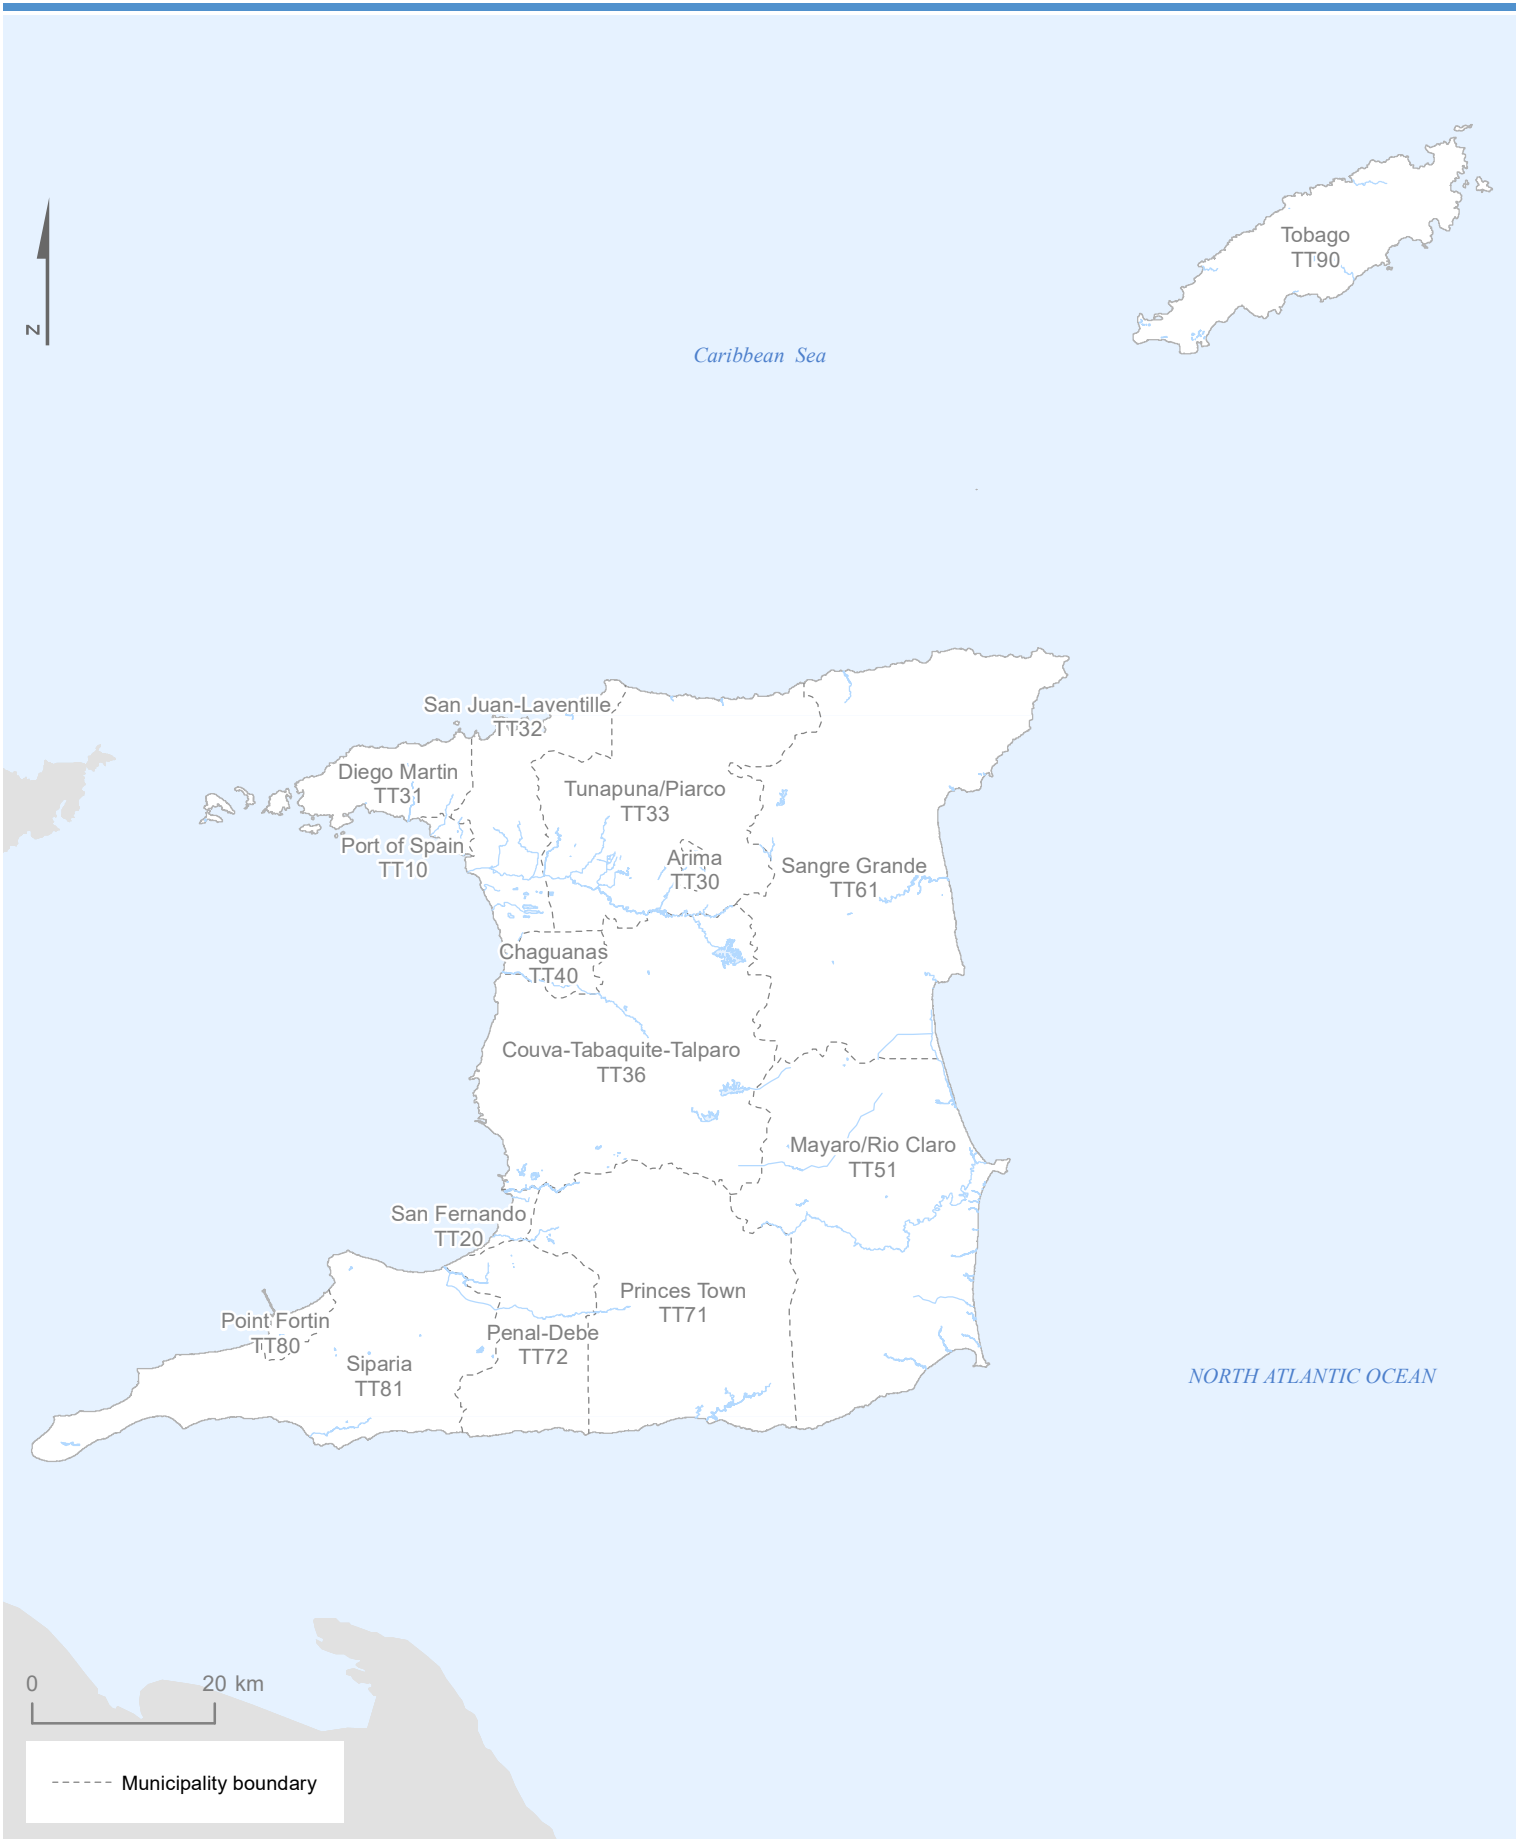 Tobago
TT90
N
Caribbean Sea
San Juan-Laventille
TT32
Diego Martin
TT31
Tunapuna/Piarco
TT33
Port of Spain
TT10
Arima
TT30
Sangre Grande
TT61
Chaguanas
TT40
Couva-Tabaquite-Talparo
TT36
Mayaro/Rio Claro
TT51
San Fernando
TT20
Princes Town
TT71
Point Fortin
TT80
Penal-Debe
TT72
Siparia
TT81
NORTH ATLANTIC OCEAN
0 20 km
Municipality boundary